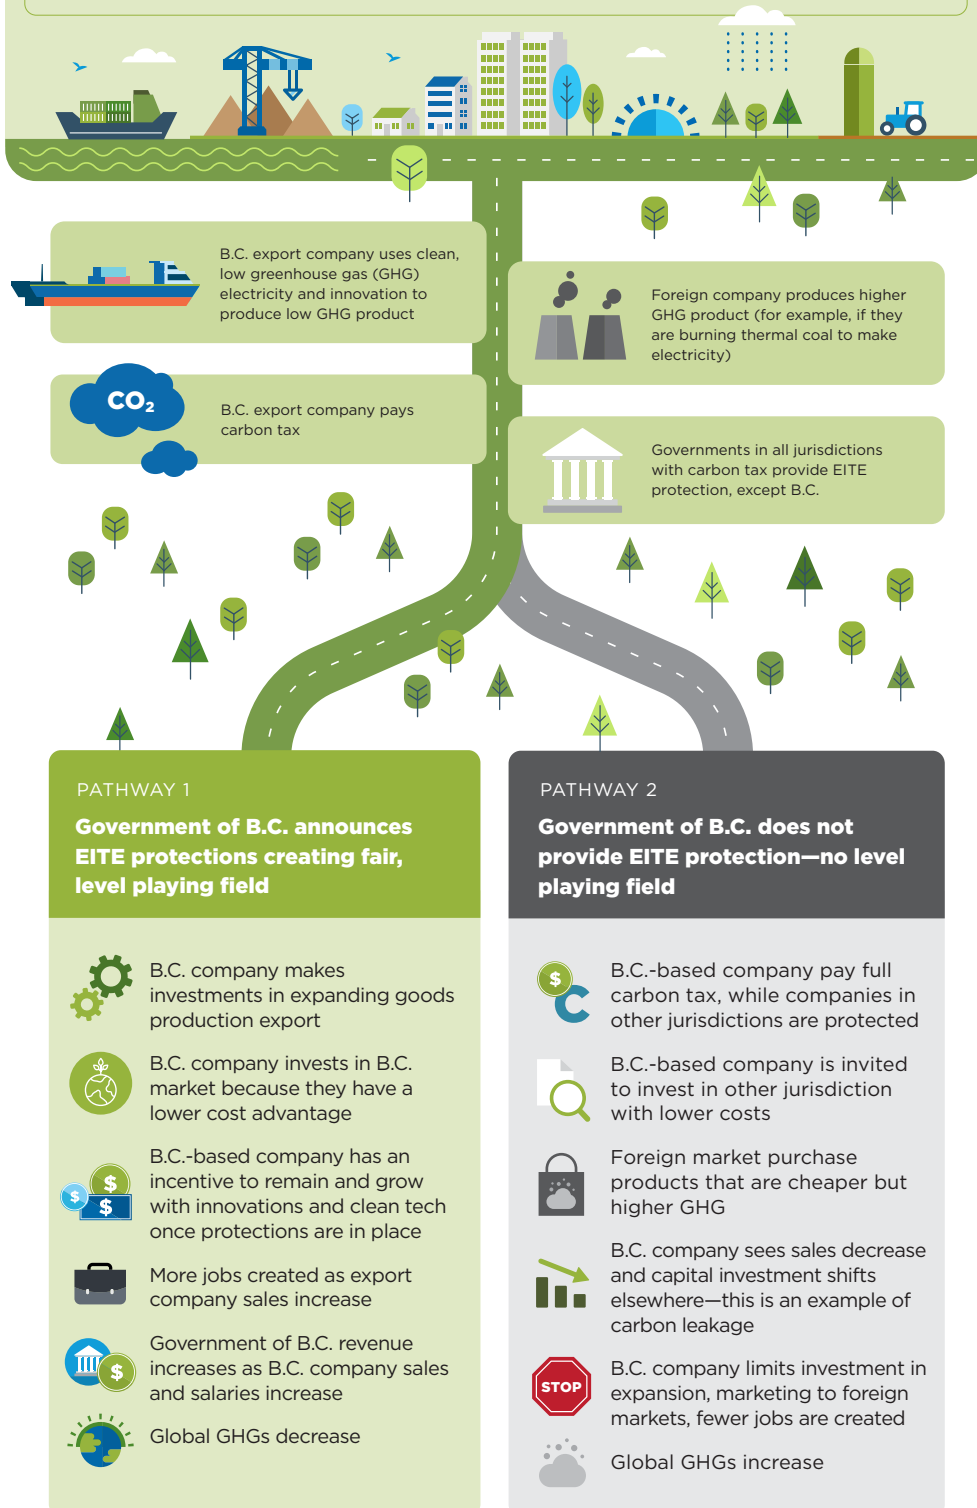 B.C. export company uses clean,
low greenhouse gas (GHG)
electricity and innovation to
produce low GHG product
Foreign company produces higher
GHG product (for example, if they
are burning thermal coal to make
electricity)
CO₂
B.C. export company pays
carbon tax
Governments in all jurisdictions
with carbon tax provide EITE
protection, except B.C.
PATHWAY 1
Government of B.C. announces
EITE protections creating fair,
level playing field
B.C. company makes
investments in expanding goods
production export
B.C. company invests in B.C.
market because they have a
lower cost advantage
B.C.-based company has an
incentive to remain and grow
with innovations and clean tech
once protections are in place
$
$
$
More jobs created as export
company sales increase
Government of B.C. revenue
increases as B.C. company sales
and salaries increase
$
Global GHGs decrease
PATHWAY 2
Government of B.C. does not
provide EITE protection—no level
playing field
$
C
B.C.-based company pay full
carbon tax, while companies in
other jurisdictions are protected
B.C.-based company is invited
to invest in other jurisdiction
with lower costs
Foreign market purchase
products that are cheaper but
higher GHG
B.C. company sees sales decrease
and capital investment shifts
elsewhere—this is an example of
carbon leakage
STOP
B.C. company limits investment in
expansion, marketing to foreign
markets, fewer jobs are created
Global GHGs increase